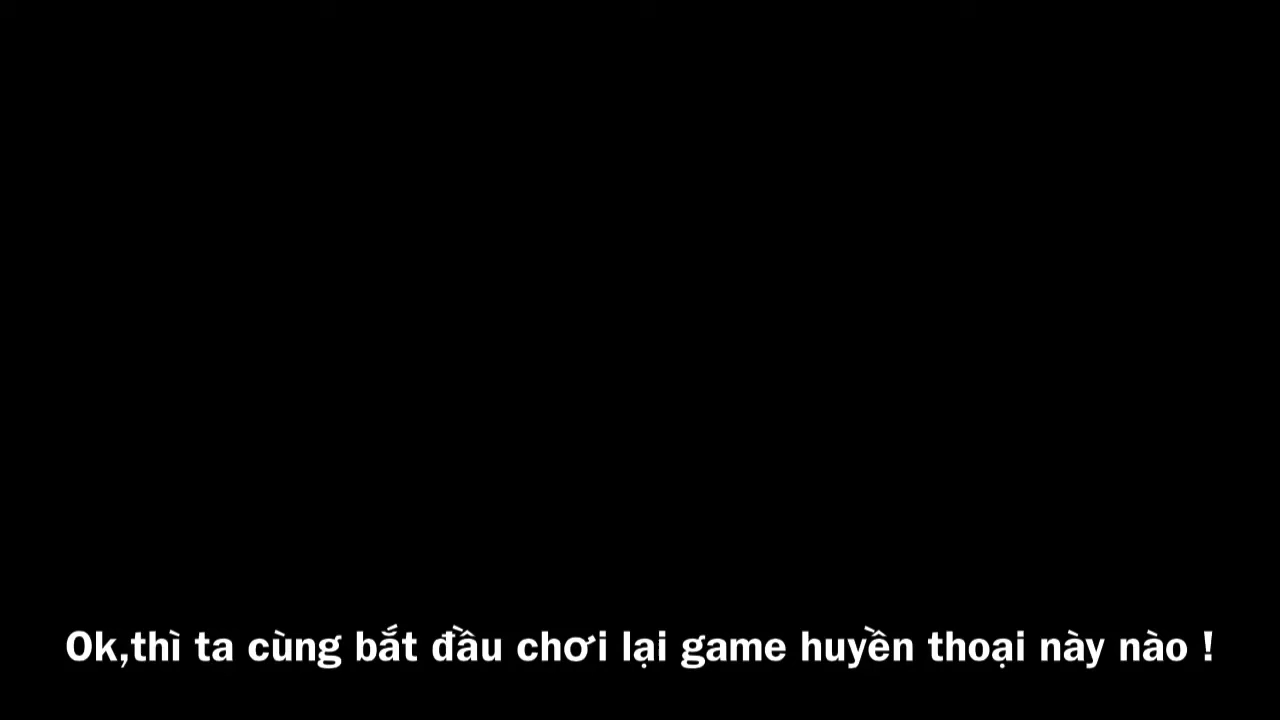 Ok,thì ta cùng bắt đầu chơi lại game huyền thoại này nào !